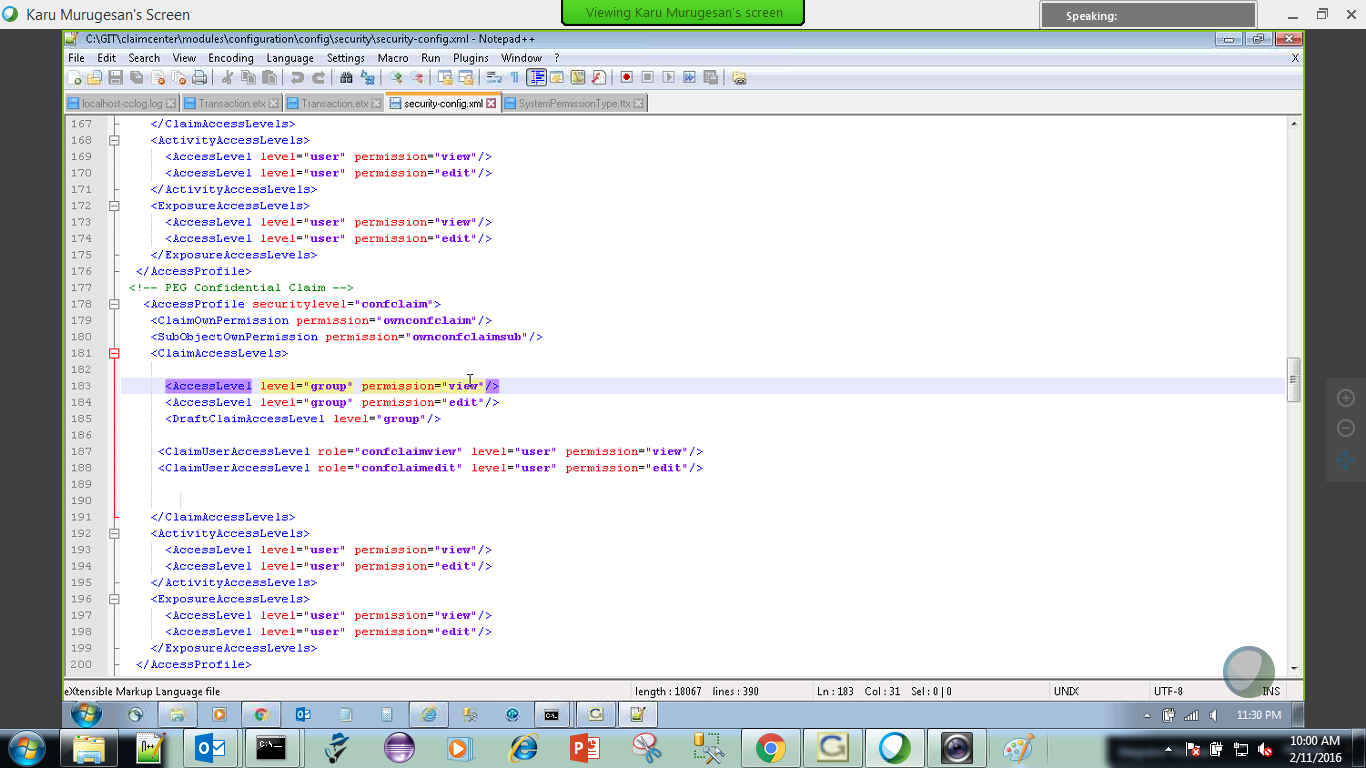 Karu Murugesan's Screen
Viewing Karu Murugesan's screen
Speaking:
C:\GIT\claimcenter\modules\configuration\config\security\security-config.xml - Notepad++
File Edit Search View Encoding Language Settings Macro Run Plugins Window ? X
localhost-cclog.log Transaction.etx Transaction.etx security-config.xml SystemPermissionType.ttx
167 </ClaimAccessLevels>
168 <ActivityAccessLevels>
169 <AccessLevel level="user" permission="view"/>
170 <AccessLevel level="user" permission="edit"/>
171 </ActivityAccessLevels>
172 <ExposureAccessLevels>
173 <AccessLevel level="user" permission="view"/>
174 <AccessLevel level="user" permission="edit"/>
175 </ExposureAccessLevels>
176 </AccessProfile>
177 <!-- PEG Confidential Claim -->
178 <AccessProfile securitylevel="confclaim">
179 <ClaimOwnPermission permission="ownconfclaim"/>
180 <SubObjectOwnPermission permission="ownconfclaimsub"/>
181 <ClaimAccessLevels>
182
183 <AccessLevel level="group" permission="view"/>
184 <AccessLevel level="group" permission="edit"/>
185 <DraftClaimAccessLevel level="group"/>
186
187 <ClaimUserAccessLevel role="confclaimview" level="user" permission="view"/>
188 <ClaimUserAccessLevel role="confclaimedit" level="user" permission="edit"/>
189
190
191 </ClaimAccessLevels>
192 <ActivityAccessLevels>
193 <AccessLevel level="user" permission="view"/>
194 <AccessLevel level="user" permission="edit"/>
195 </ActivityAccessLevels>
196 <ExposureAccessLevels>
197 <AccessLevel level="user" permission="view"/>
198 <AccessLevel level="user" permission="edit"/>
199 </ExposureAccessLevels>
200 </AccessProfile>
eXtensible Markup Language file length : 18067 lines : 390 Ln : 183 Col : 31 Sel : 0 | 0 UNIX UTF-8 INS
11:30 PM
10:00 AM
2/11/2016